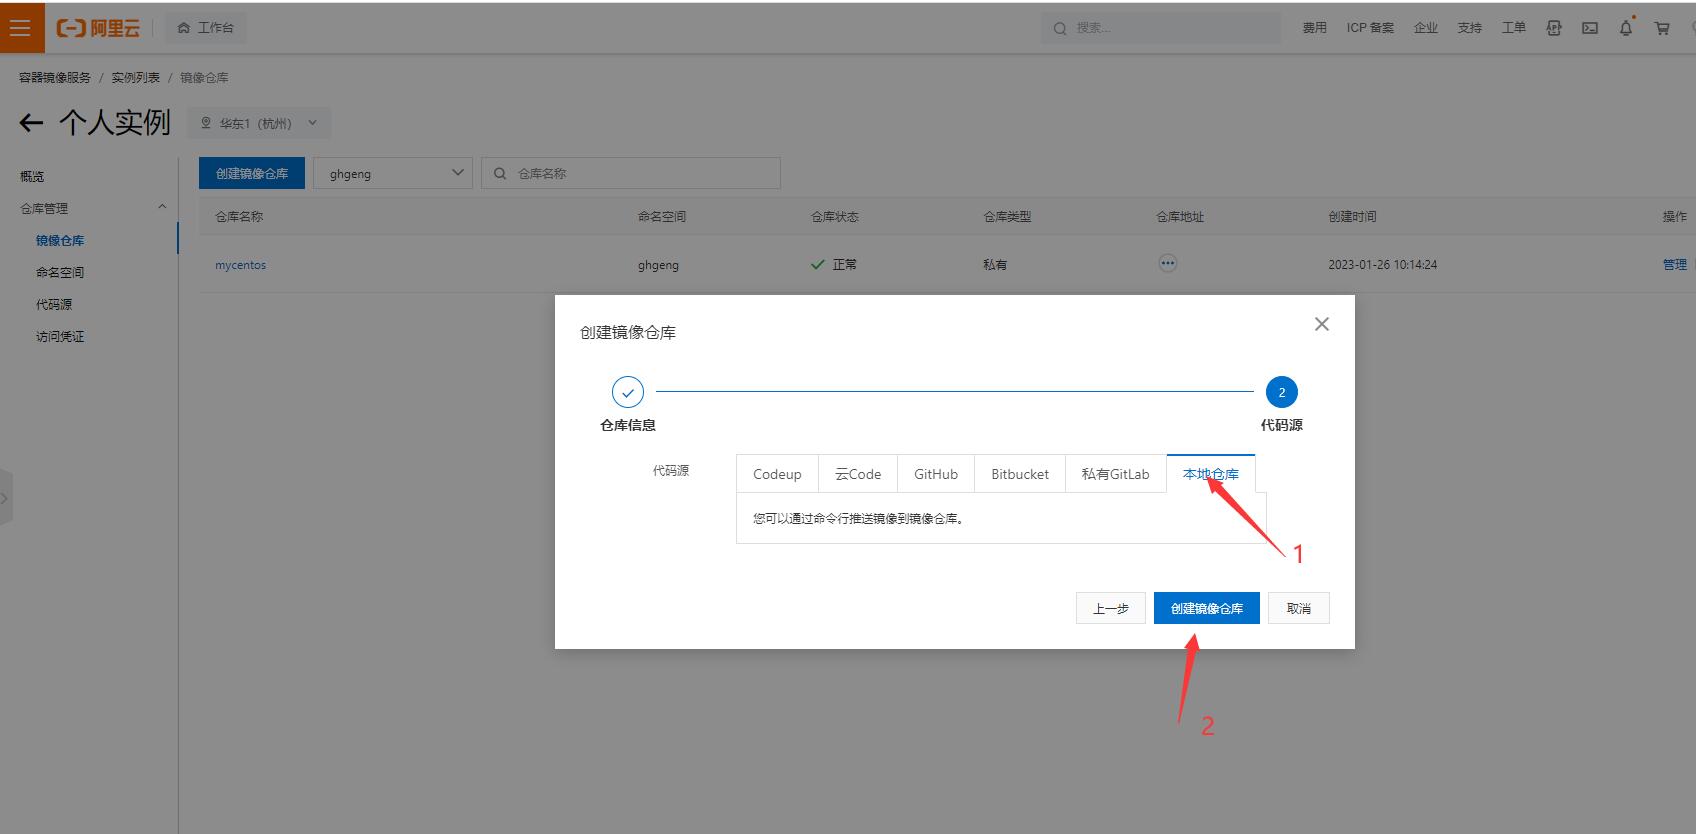 阿里云
工作台
搜索...
费用
ICP 备案
企业
支持
工单
容器镜像服务 / 实例列表 / 镜像仓库
个人实例
华东1（杭州）
概览
仓库管理
镜像仓库
命名空间
代码源
访问凭证
创建镜像仓库
ghgeng
仓库名称
仓库名称 命名空间 仓库状态 仓库类型 仓库地址 创建时间 操作
mycentos ghgeng 正常 私有 2023-01-26 10:14:24 管理
创建镜像仓库
2
仓库信息
代码源
代码源
Codeup
云Code
GitHub
Bitbucket
私有GitLab
本地仓库
您可以通过命令行推送镜像到镜像仓库。
1
上一步
创建镜像仓库
取消
2